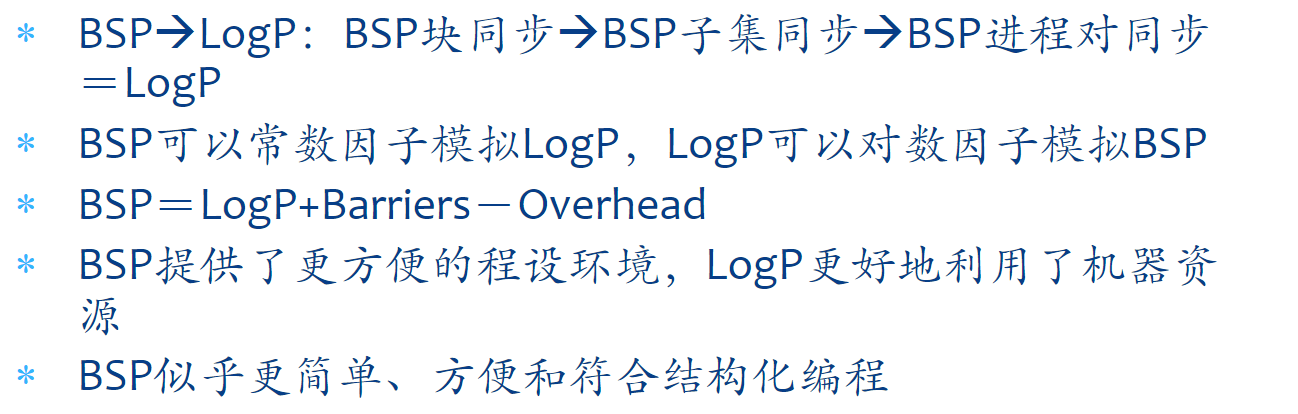 * BSP→LogP：BSP块同步→BSP子集同步→BSP进程对同步
＝LogP
* BSP可以常数因子模拟LogP，LogP可以对数因子模拟BSP
* BSP＝LogP+Barriers－Overhead
* BSP提供了更方便的程设环境，LogP更好地利用了机器资
源
* BSP似乎更简单、方便和符合结构化编程